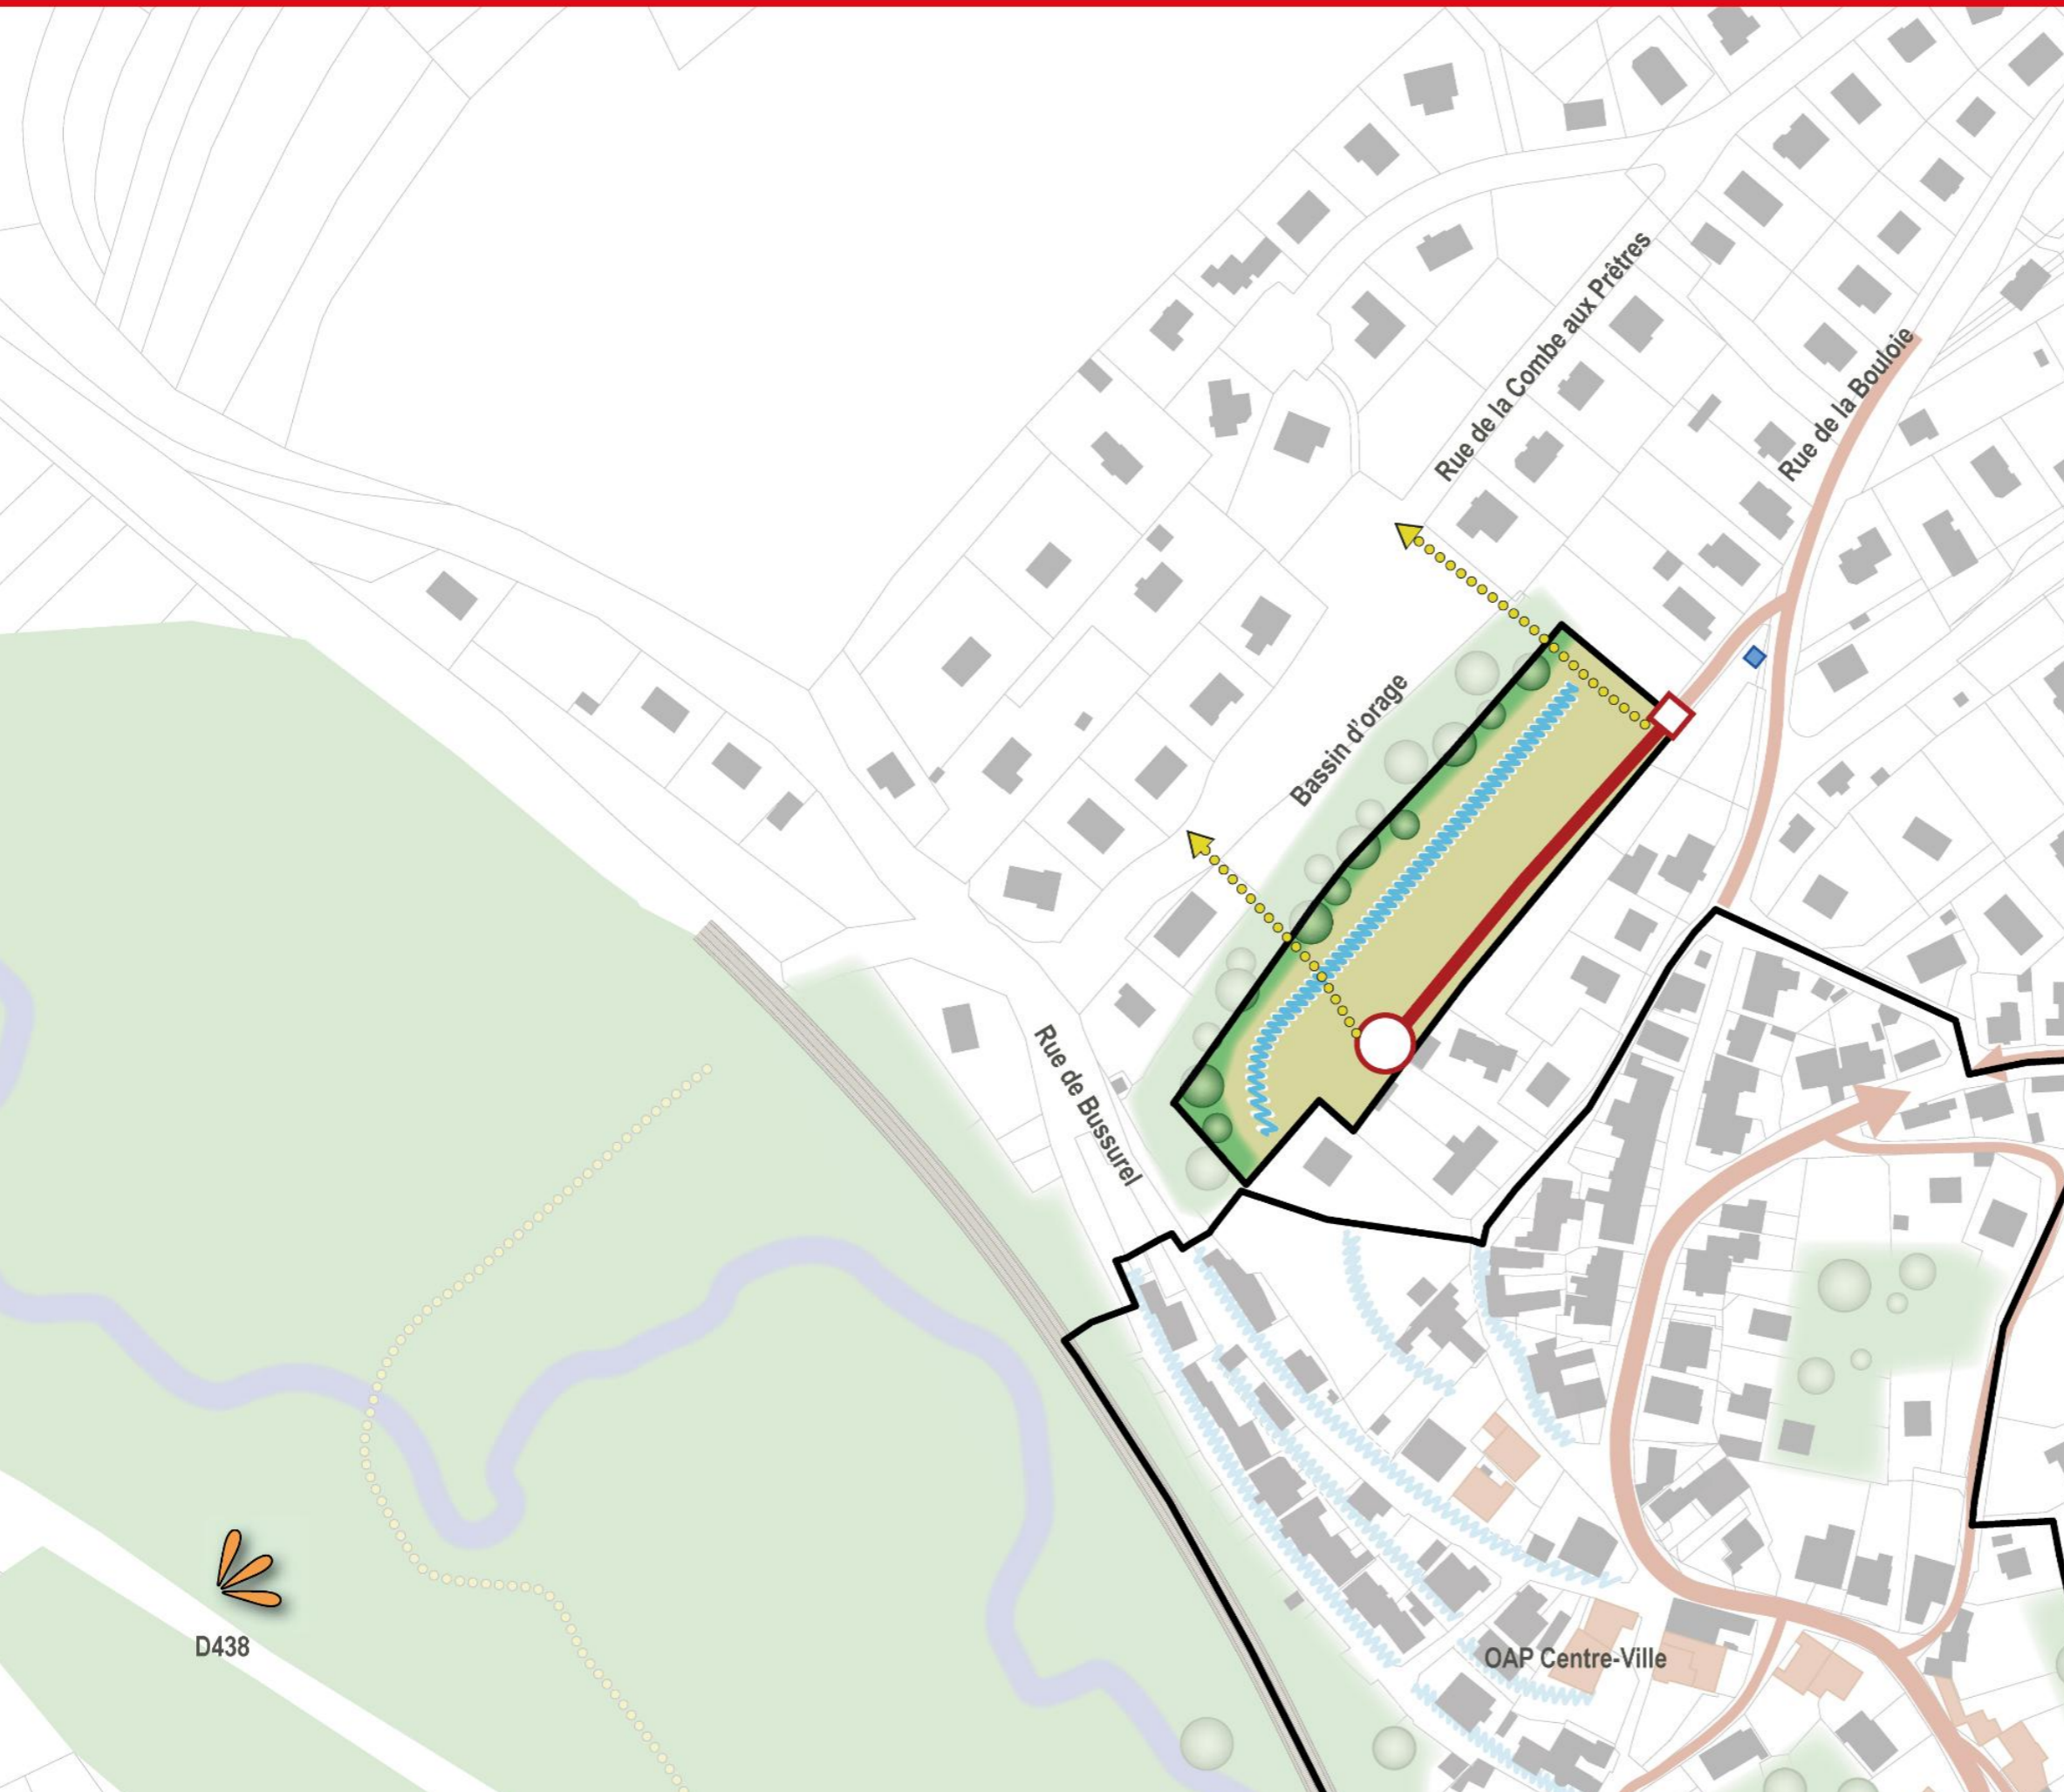 Rue de la Combe aux Prêtres
Rue de la Bouloie
Bassin d'orage
Rue de Bussurel
D438
OAP Centre-Ville